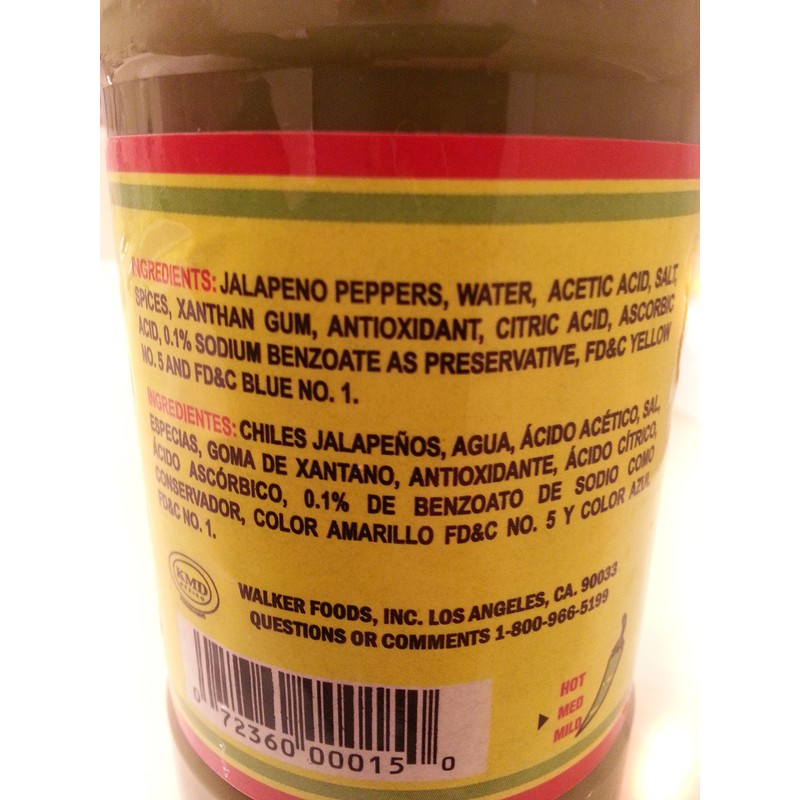 INGREDIENTS: JALAPENO PEPPERS, WATER, ACETIC ACID, SALT,
SPICES, XANTHAN GUM, ANTIOXIDANT, CITRIC ACID, ASCORBIC
ACID, 0.1% SODIUM BENZOATE AS PRESERVATIVE, FD&C YELLOW
NO. 5 AND FD&C BLUE NO. 1.
INGREDIENTES: CHILES JALAPEÑOS, AGUA, ÁCIDO ACÉTICO, SAL,
ESPECIAS, GOMA DE XANTANO, ANTIOXIDANTE, ÁCIDO CÍTRICO,
ÁCIDO ASCÓRBICO, 0.1% DE BENZOATO DE SODIO COMO
CONSERVADOR, COLOR AMARILLO FD&C NO. 5 Y COLOR AZUL
FD&C NO. 1.
KMD
WALKER FOODS, INC. LOS ANGELES, CA. 90033
QUESTIONS OR COMMENTS 1-800-966-5199
HOT
MED
MILD
0 72360 00015 0